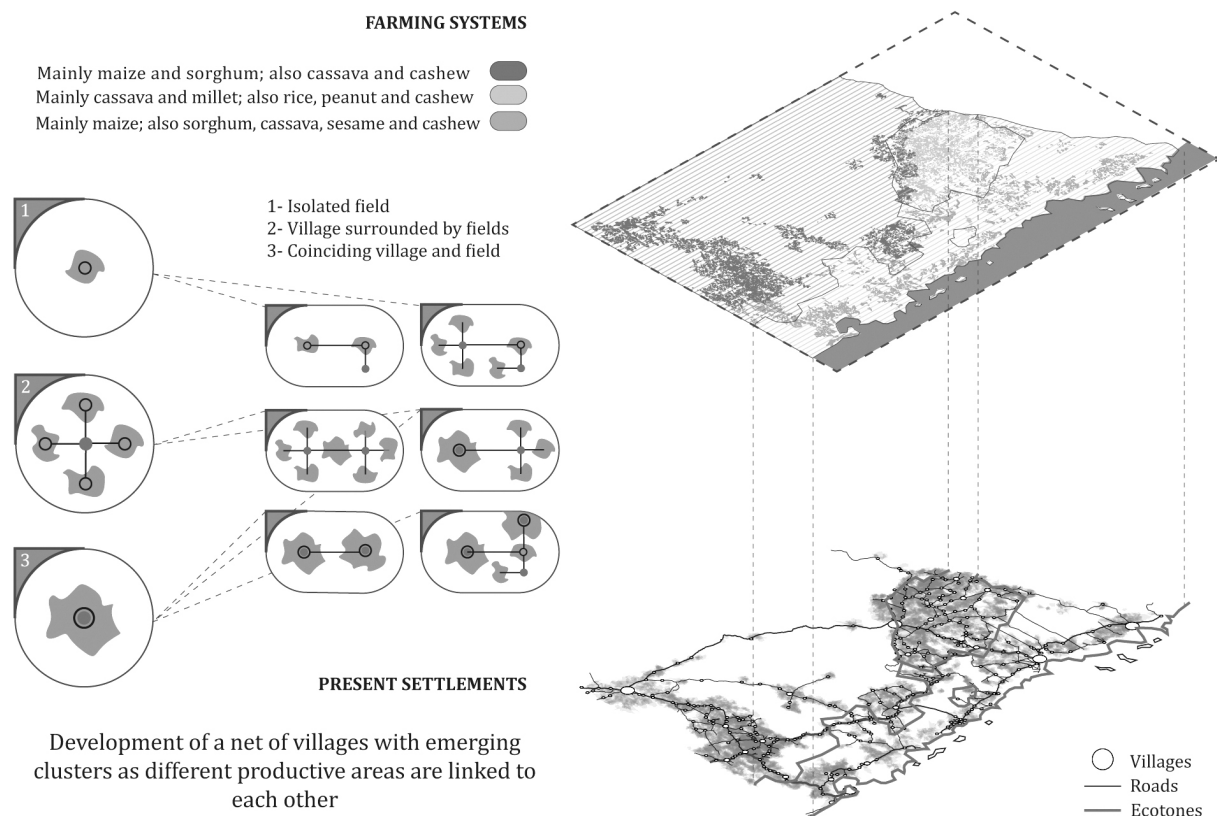 FARMING SYSTEMS
Mainly maize and sorghum; also cassava and cashew
Mainly cassava and millet; also rice, peanut and cashew
Mainly maize; also sorghum, cassava, sesame and cashew
1- Isolated field
2- Village surrounded by fields
3- Coinciding village and field
1
2
3
PRESENT SETTLEMENTS
Development of a net of villages with emerging
clusters as different productive areas are linked to
each other
Villages
Roads
Ecotones